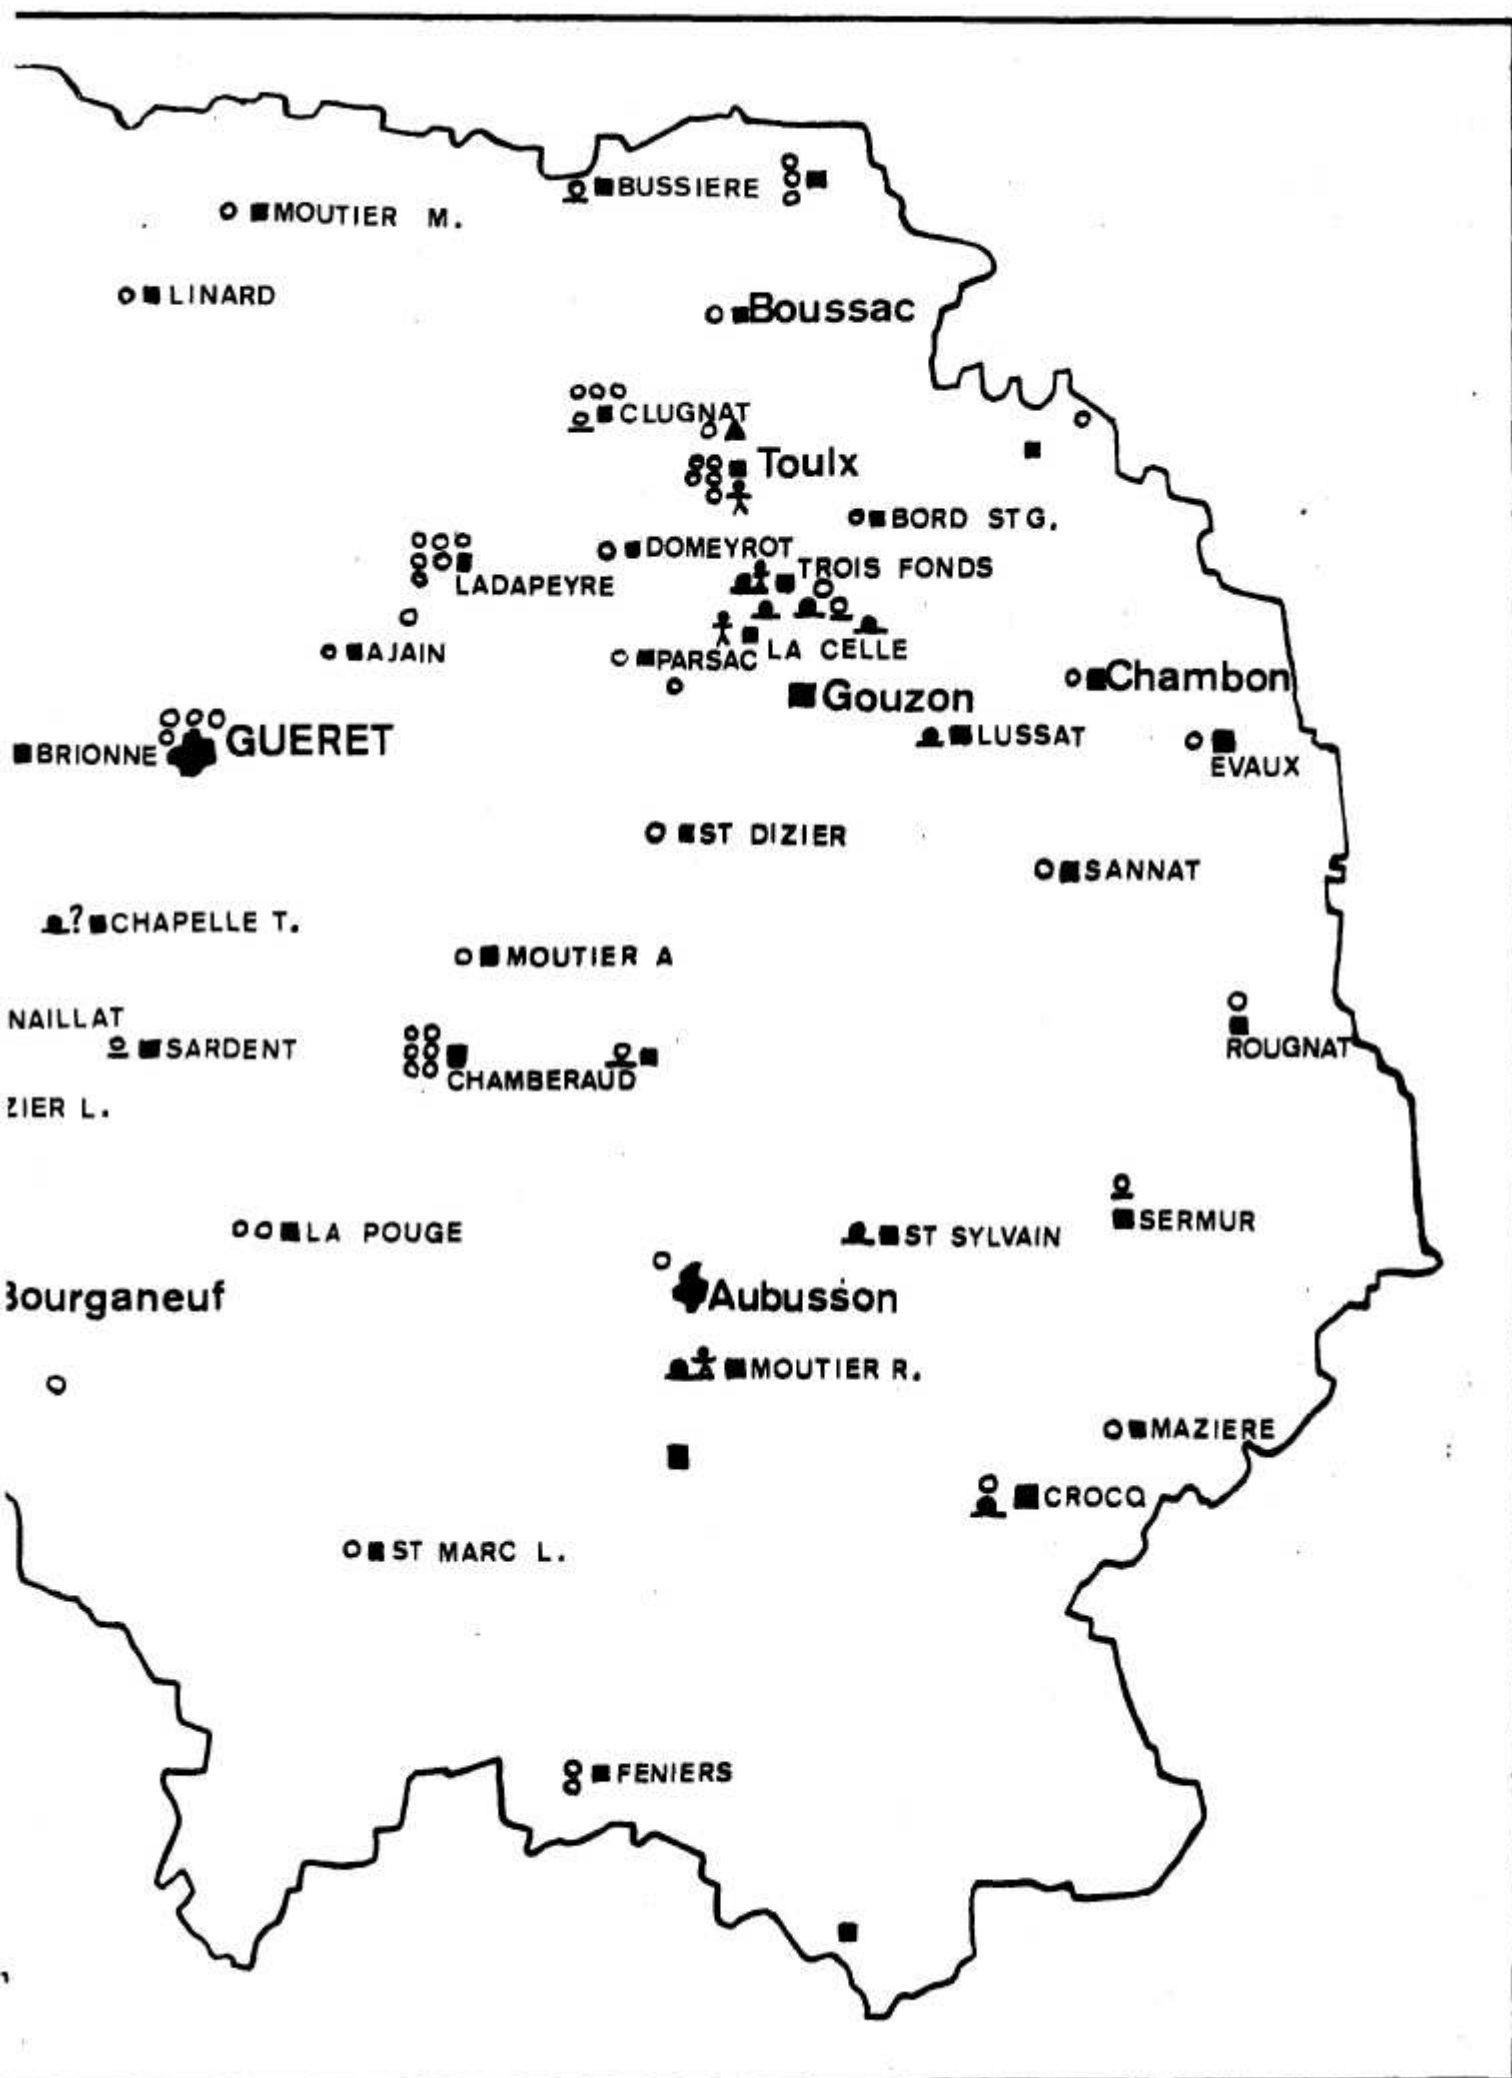 BUSSIERE
MOUTIER M.
LINARD
Boussac
CLUGNAT
Toulx
BORD ST G.
DOMEYROT
TROIS FONDS
LADAPEYRE
AJAIN
PARSAC
LA CELLE
Chambon
Gouzon
GUERET
LUSSAT
BRIONNE
EVAUX
ST DIZIER
SANNAT
? CHAPELLE T.
MOUTIER A
NAILLAT
SARDENT
ROUGNAT
CHAMBERAUD
ZIER L.
SERMUR
LA POUGE
ST SYLVAIN
Bourganeuf
Aubusson
MOUTIER R.
MAZIERE
CROCQ
ST MARC L.
FENIERS